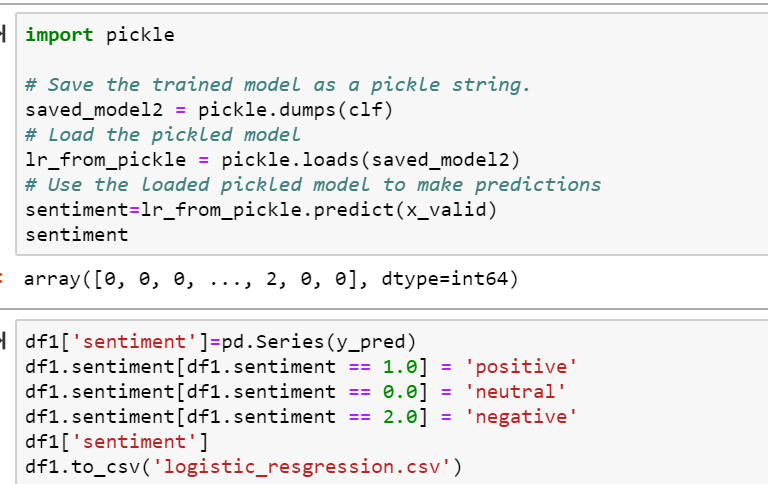 import pickle
# Save the trained model as a pickle string.
saved_model2 = pickle.dumps(clf)
# Load the pickled model
lr_from_pickle = pickle.loads(saved_model2)
# Use the loaded pickled model to make predictions
sentiment=lr_from_pickle.predict(x_valid)
sentiment
array([0, 0, 0, ..., 2, 0, 0], dtype=int64)
df1['sentiment']=pd.Series(y_pred)
df1.sentiment[df1.sentiment == 1.0] = 'positive'
df1.sentiment[df1.sentiment == 0.0] = 'neutral'
df1.sentiment[df1.sentiment == 2.0] = 'negative'
df1['sentiment']
df1.to_csv('logistic_resgression.csv')